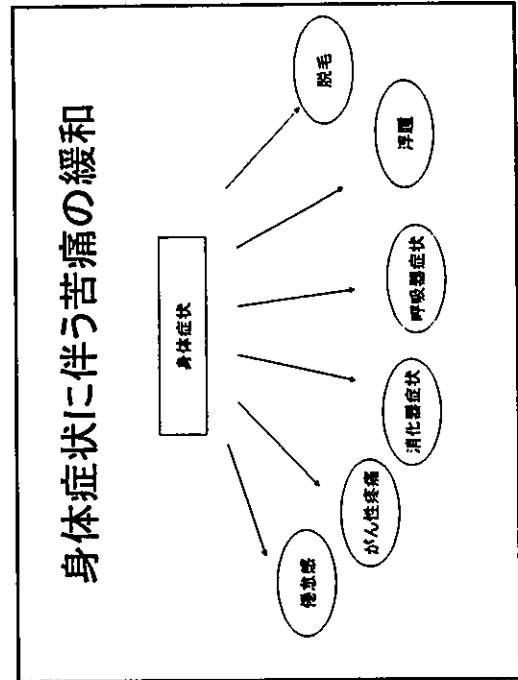 身体症状に伴う苦痛の緩和
身体症状
倦怠感
がん性疼痛
消化器症状
呼吸器症状
浮腫
脱毛